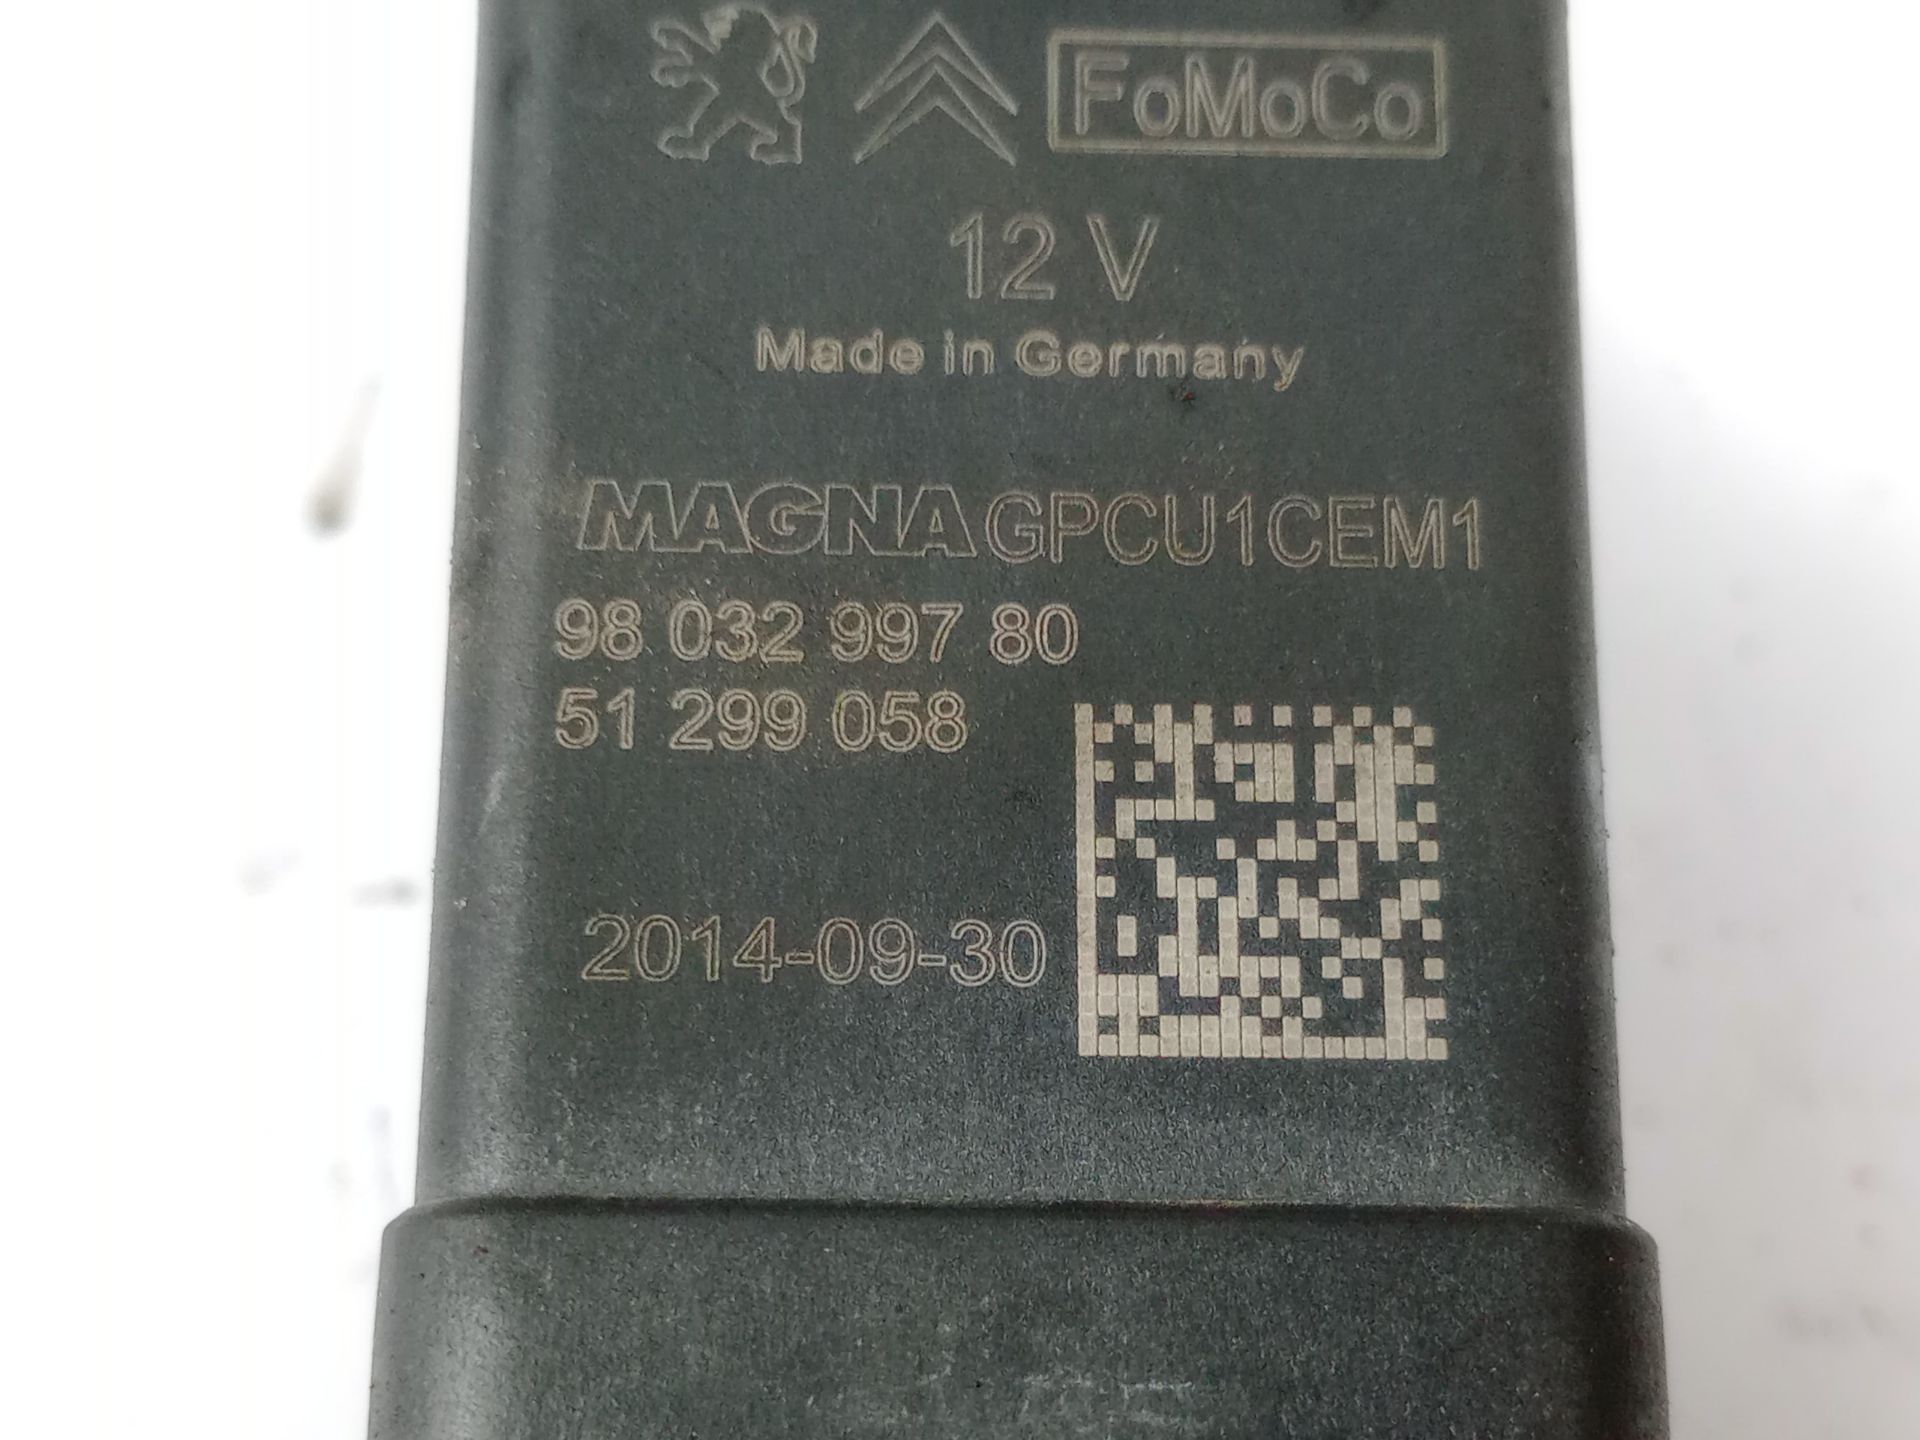 FoMoCo
12 V
Made in Germany
MAGNA GPCU1CEM1
98 032 997 80
51 299 058
2014-09-30